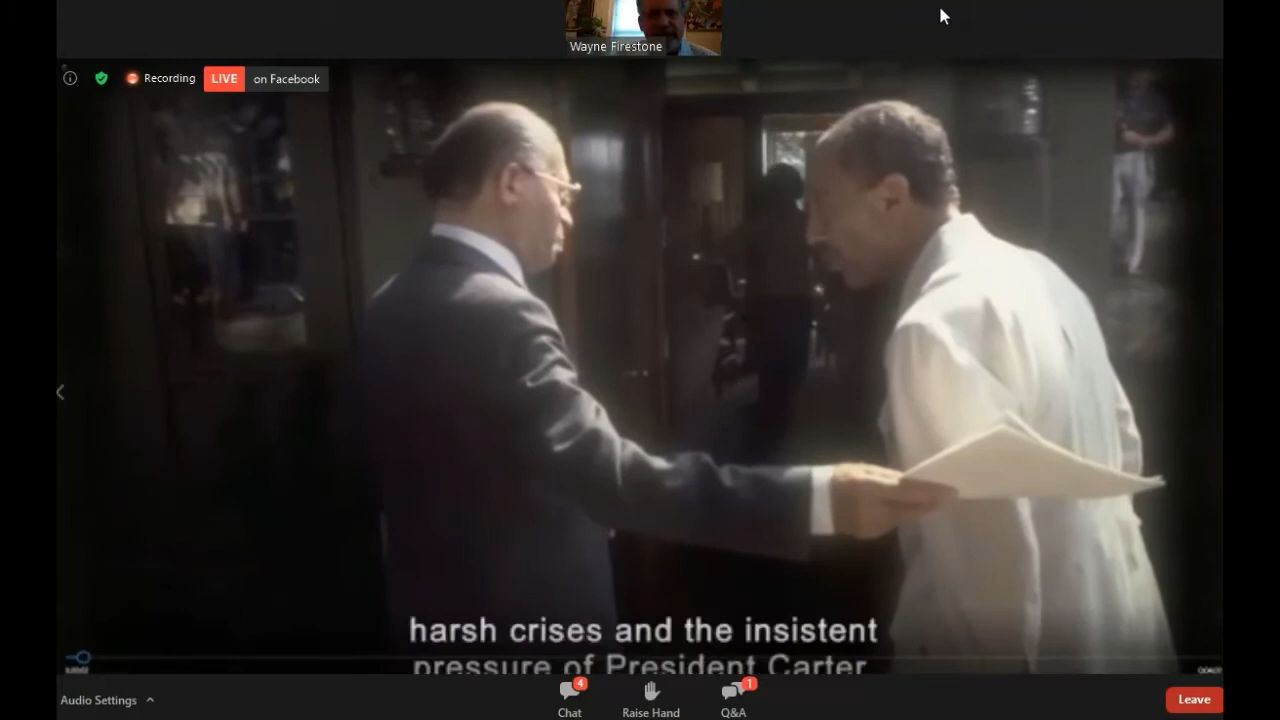 Wayne Firestone
Recording LIVE on Facebook
harsh crises and the insistent
pressure of President Carter
Audio Settings
4
Chat
Raise Hand
1
Q&A
Leave